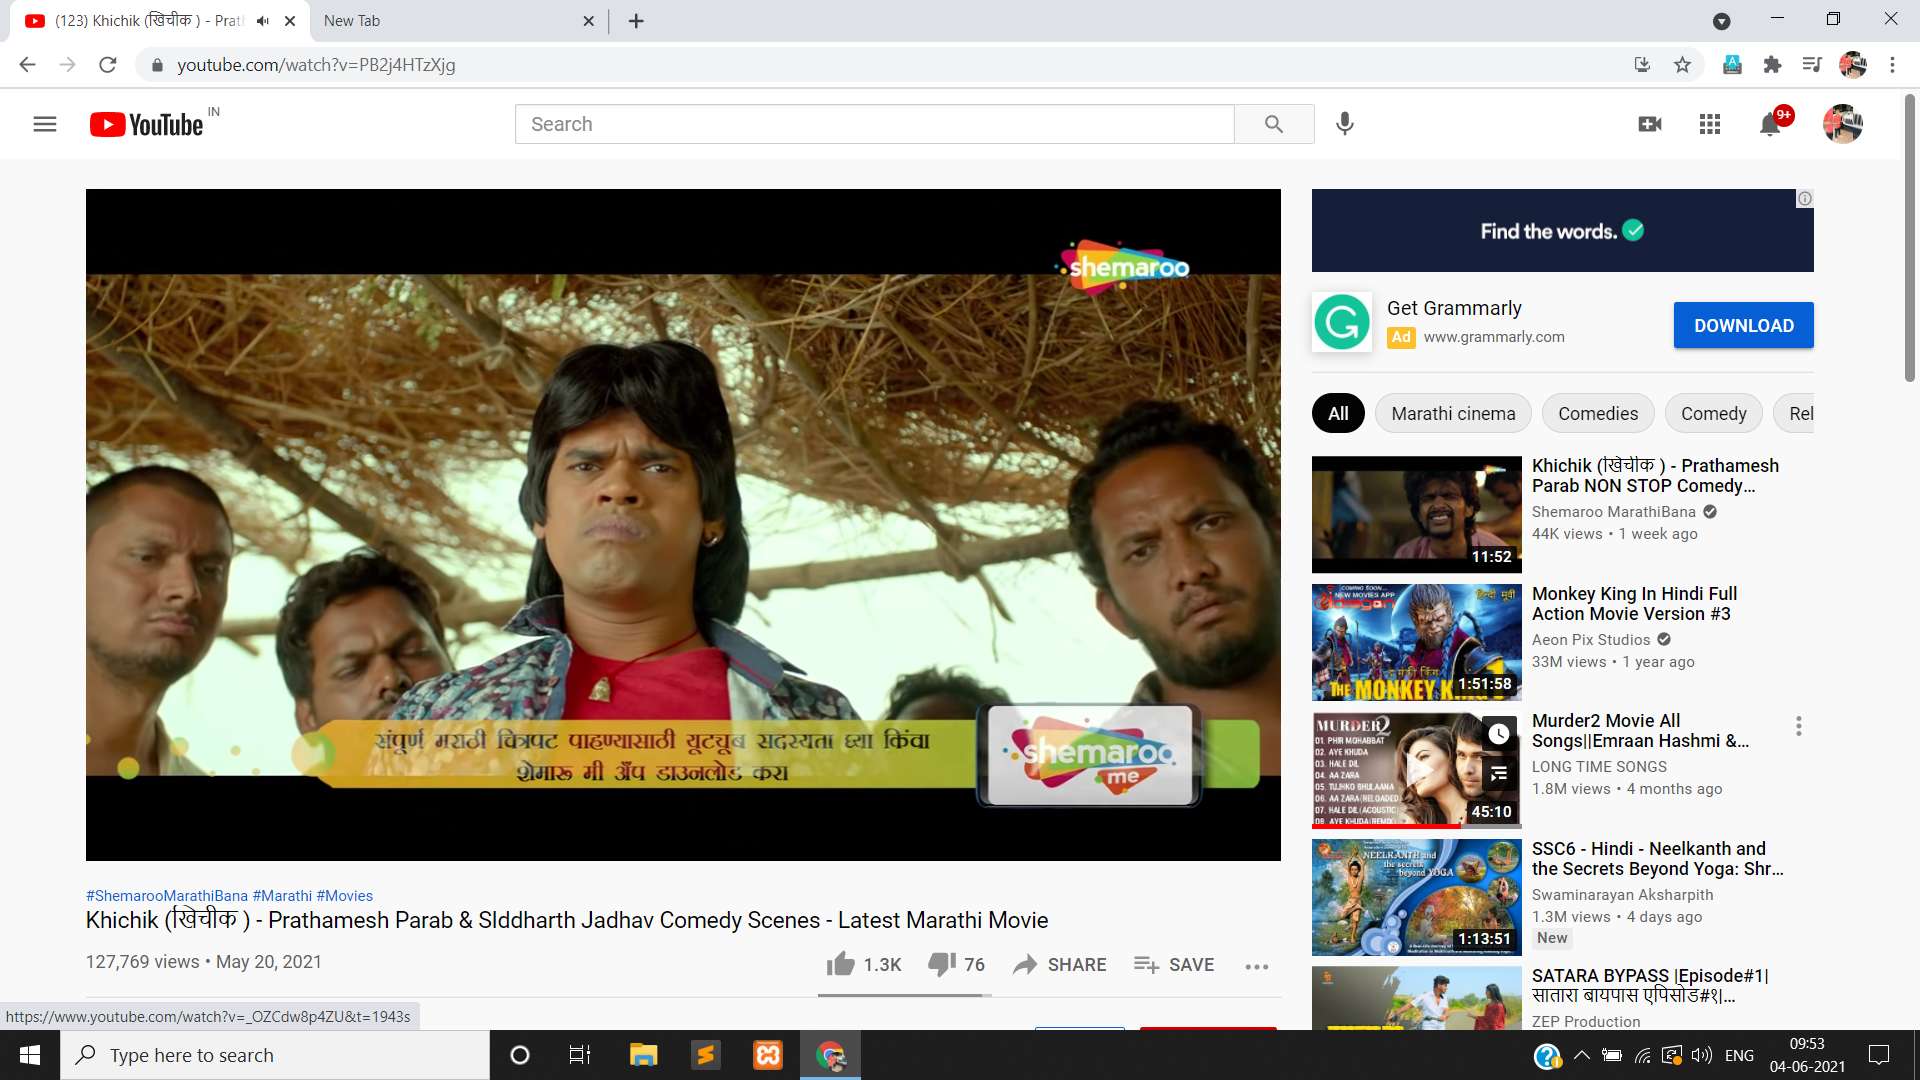 (123) Khichik (खिचीक ) - Prat
New Tab
youtube.com/watch?v=PB2j4HTzXjg
YouTube IN
Search
9+
shemaroo
संपूर्ण मराठी चित्रपट पाहण्यासाठी यूटयूब सदस्यता घ्या किंवा
शेमारू मी अँप डाउनलोड करा
shemaroo
me
#ShemarooMarathiBana #Marathi #Movies
Khichik (खिचीक ) - Prathamesh Parab & SIddharth Jadhav Comedy Scenes - Latest Marathi Movie
127,769 views • May 20, 2021
1.3K
76
SHARE
SAVE
Find the words.
Get Grammarly
Ad www.grammarly.com
DOWNLOAD
All
Marathi cinema
Comedies
Comedy
Rel
Khichik (खिचीक ) - Prathamesh
Parab NON STOP Comedy…
Shemaroo MarathiBana
44K views • 1 week ago
11:52
COMING SOON...
NEW MOVIES APP
हिन्दी मूवी
THE MONKEY K
1:51:58
Monkey King In Hindi Full
Action Movie Version #3
Aeon Pix Studios
33M views • 1 year ago
MURDER2
01. PHIR MOHABBAT
02. AYE KHUDA
03. HALE DIL
04. AA ZARA
05. TUJHKO BHULAANA
06. AA ZARA (RELOADED
07. HALE DIL (ACOUSTIC)
08. AYE KHUDA (REMIX)
45:10
Murder2 Movie All
Songs||Emraan Hashmi &…
LONG TIME SONGS
1.8M views • 4 months ago
NEELKANTH and
the secrets
beyond YOGA
1:13:51
SSC6 - Hindi - Neelkanth and
the Secrets Beyond Yoga: Shr…
Swaminarayan Aksharpith
1.3M views • 4 days ago
New
SATARA BYPASS |Episode#1|
सातारा बायपास एपिसोड#१|…
ZEP Production
https://www.youtube.com/watch?v=_OZCdw8p4ZU&t=1943s
Type here to search
ENG
09:53
04-06-2021